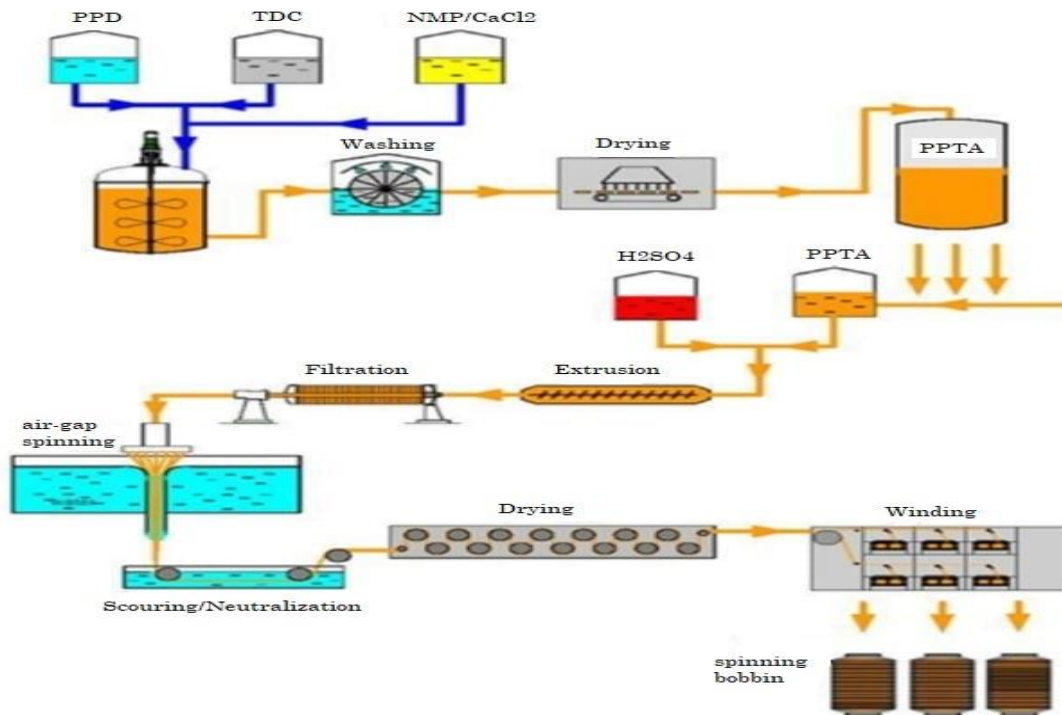 PPD
TDC
NMP/CaCl2
Washing
Drying
PPTA
H2SO4
PPTA
Filtration
Extrusion
air-gap
spinning
Drying
Winding
Scouring/Neutralization
spinning
bobbin